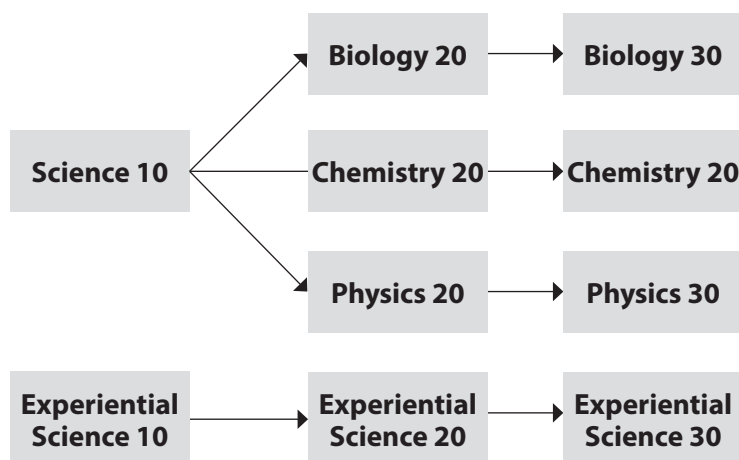 Biology 20
Biology 30
Science 10
Chemistry 20
Chemistry 20
Physics 20
Physics 30
Experiential
Science 10
Experiential
Science 20
Experiential
Science 30